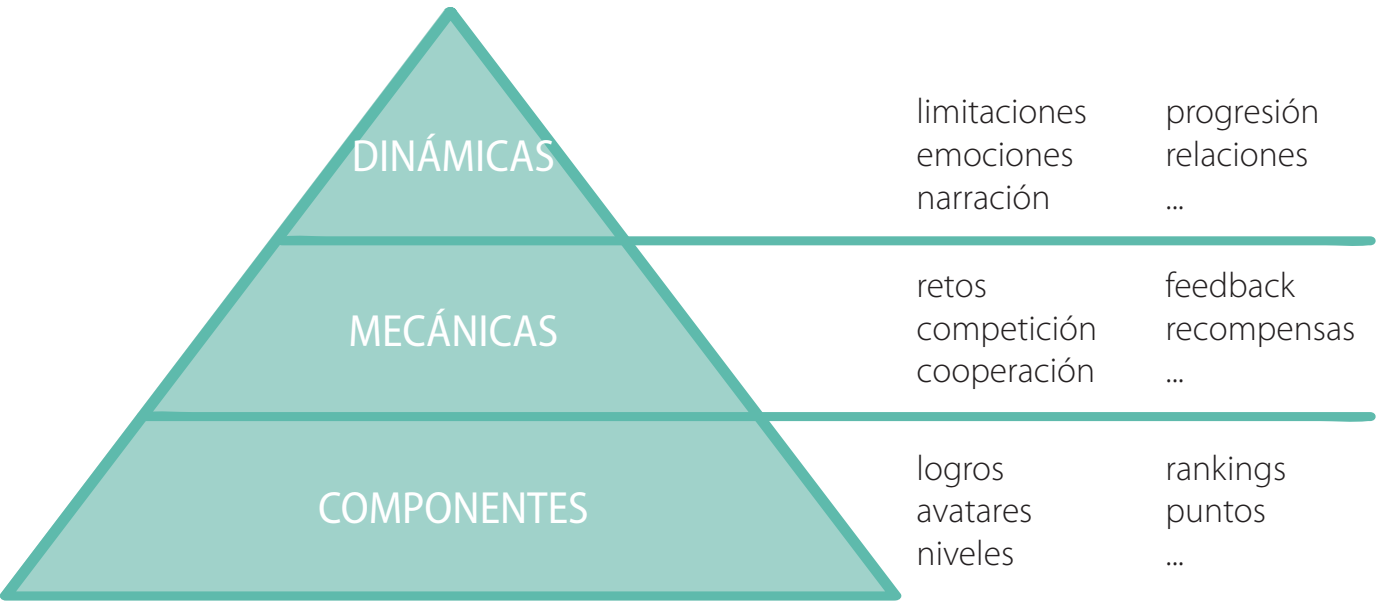 DINÁMICAS
limitaciones progresión
emociones relaciones
narración ...
MECÁNICAS
retos feedback
competición recompensas
cooperación ...
COMPONENTES
logros rankings
avatares puntos
niveles ...